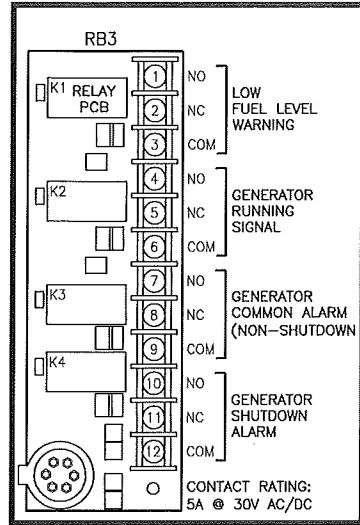 RB3
K1 RELAY
PCB
K2
K3
K4
1 NO
2 NC
3 COM
LOW
FUEL LEVEL
WARNING
4 NO
5 NC
6 COM
GENERATOR
RUNNING
SIGNAL
7 NO
8 NC
9 COM
GENERATOR
COMMON ALARM
(NON-SHUTDOWN
10 NO
11 NC
12 COM
GENERATOR
SHUTDOWN
ALARM
CONTACT RATING:
5A @ 30V AC/DC